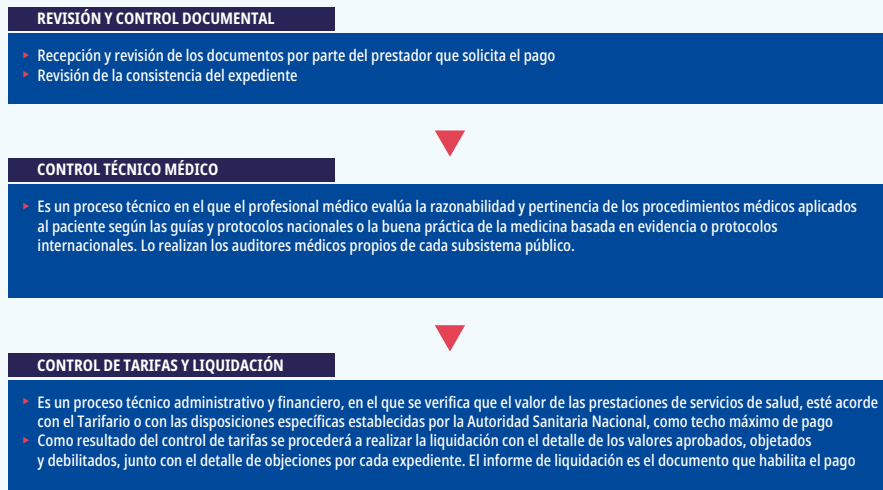 REVISIÓN Y CONTROL DOCUMENTAL
▸ Recepción y revisión de los documentos por parte del prestador que solicita el pago
▸ Revisión de la consistencia del expediente
CONTROL TÉCNICO MÉDICO
▸ Es un proceso técnico en el que el profesional médico evalúa la razonabilidad y pertinencia de los procedimientos médicos aplicados
al paciente según las guías y protocolos nacionales o la buena práctica de la medicina basada en evidencia o protocolos
internacionales. Lo realizan los auditores médicos propios de cada subsistema público.
CONTROL DE TARIFAS Y LIQUIDACIÓN
▸ Es un proceso técnico administrativo y financiero, en el que se verifica que el valor de las prestaciones de servicios de salud, esté acorde
con el Tarifario o con las disposiciones específicas establecidas por la Autoridad Sanitaria Nacional, como techo máximo de pago
▸ Como resultado del control de tarifas se procederá a realizar la liquidación con el detalle de los valores aprobados, objetados
y debilitados, junto con el detalle de objeciones por cada expediente. El informe de liquidación es el documento que habilita el pago